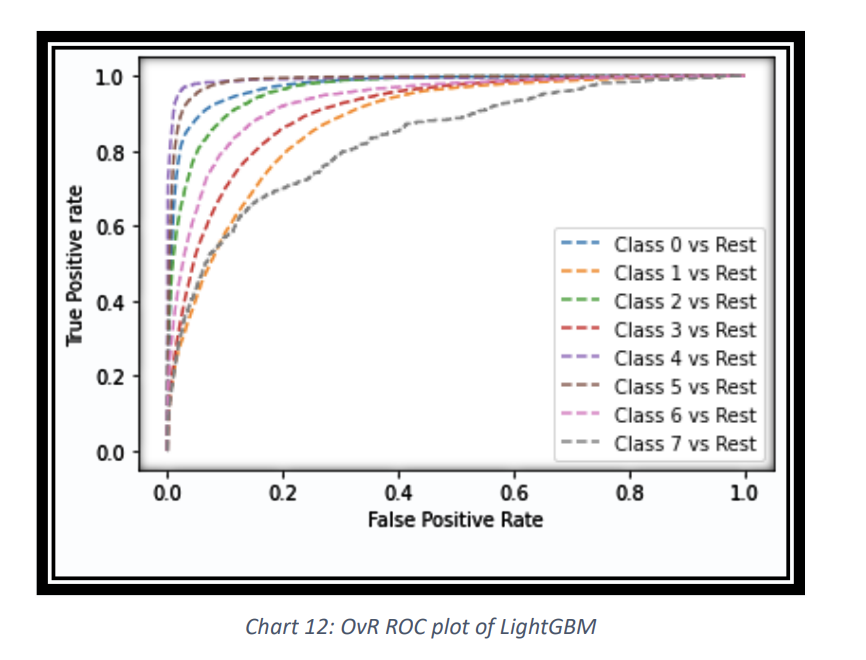 1.0
0.8
0.6
0.4
0.2
0.0
True Positive rate
Class 0 vs Rest
Class 1 vs Rest
Class 2 vs Rest
Class 3 vs Rest
Class 4 vs Rest
Class 5 vs Rest
Class 6 vs Rest
Class 7 vs Rest
0.0 0.2 0.4 0.6 0.8 1.0
False Positive Rate
Chart 12: OvR ROC plot of LightGBM